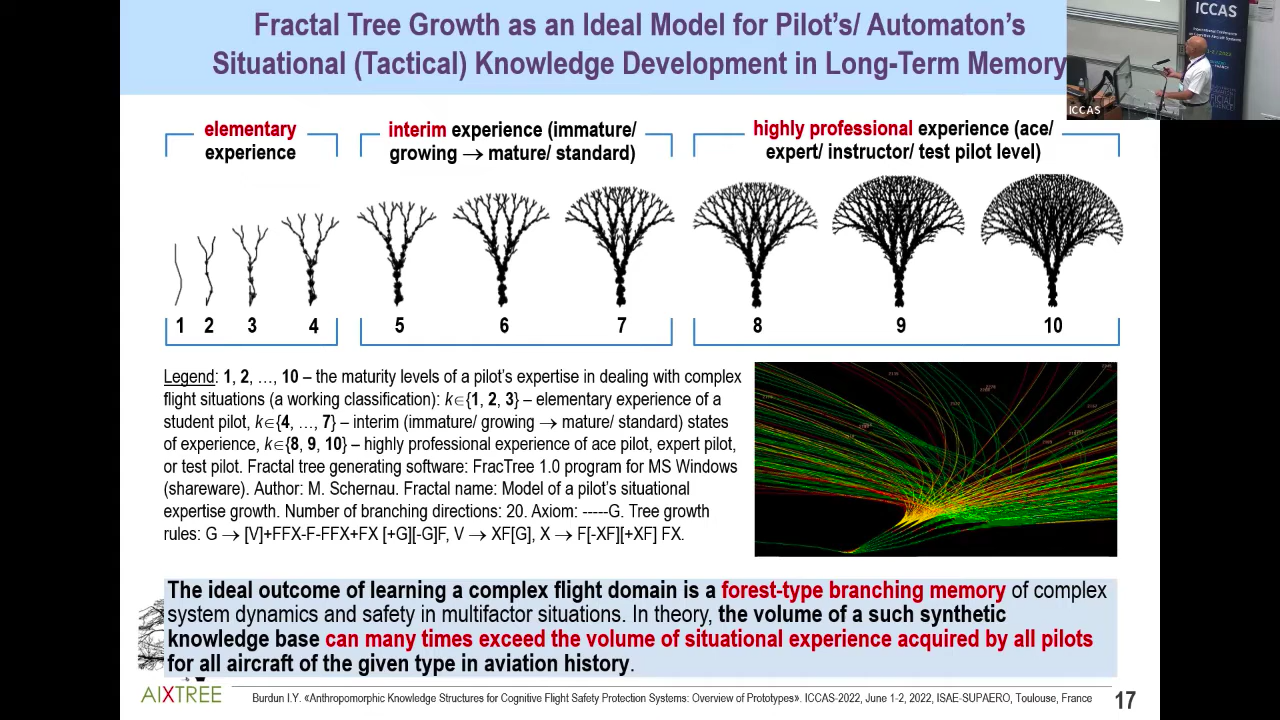 Fractal Tree Growth as an Ideal Model for Pilot's/ Automaton's
Situational (Tactical) Knowledge Development in Long-Term Memory
ICCAS
ICCAS
elementary
experience
interim experience (immature/
growing → mature/ standard)
highly professional experience (ace/
expert/ instructor/ test pilot level)
1 2 3 4 5 6 7 8 9 10
Legend: 1, 2, …, 10 – the maturity levels of a pilot's expertise in dealing with complex
flight situations (a working classification): k∈{1, 2, 3} – elementary experience of a
student pilot, k∈{4, …, 7} – interim (immature/ growing → mature/ standard) states
of experience, k∈{8, 9, 10} – highly professional experience of ace pilot, expert pilot,
or test pilot. Fractal tree generating software: FracTree 1.0 program for MS Windows
(shareware). Author: M. Schernau. Fractal name: Model of a pilot's situational
expertise growth. Number of branching directions: 20. Axiom: -----G. Tree growth
rules: G → [V]+FFX-F-FFX+FX [+G][-G]F, V → XF[G], X → F[-XF][+XF] FX.
The ideal outcome of learning a complex flight domain is a forest-type branching memory of complex
system dynamics and safety in multifactor situations. In theory, the volume of a such synthetic
knowledge base can many times exceed the volume of situational experience acquired by all pilots
for all aircraft of the given type in aviation history.
AIXTREE
Burdun I.Y. «Anthropomorphic Knowledge Structures for Cognitive Flight Safety Protection Systems: Overview of Prototypes». ICCAS-2022, June 1-2, 2022, ISAE-SUPAERO, Toulouse, France
17